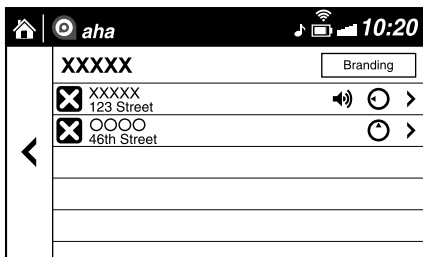 aha 10:20
XXXXX Branding
XXXXX
123 Street
OOOO
46th Street